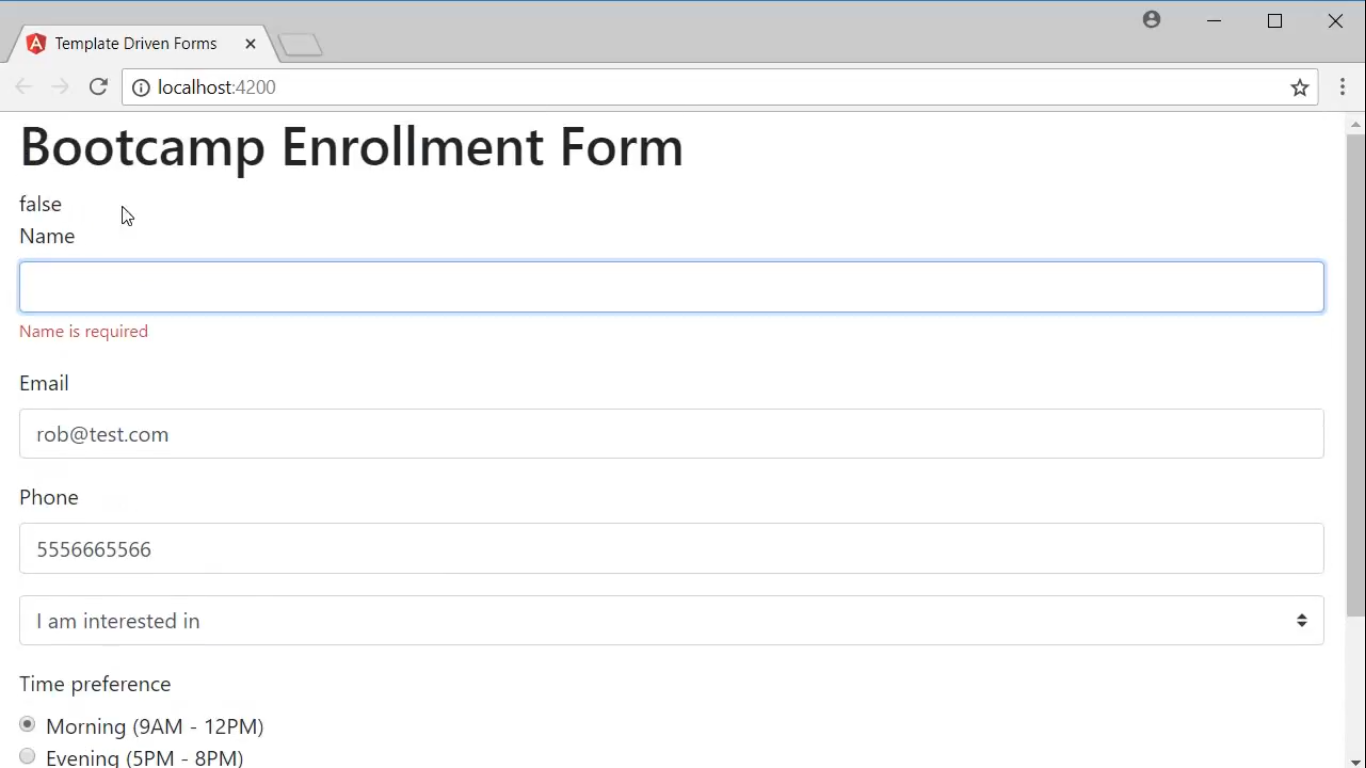 Template Driven Forms
localhost:4200
Bootcamp Enrollment Form
false
Name
Name is required
Email
rob@test.com
Phone
5556665566
I am interested in
Time preference
Morning (9AM - 12PM)
Evening (5PM - 8PM)